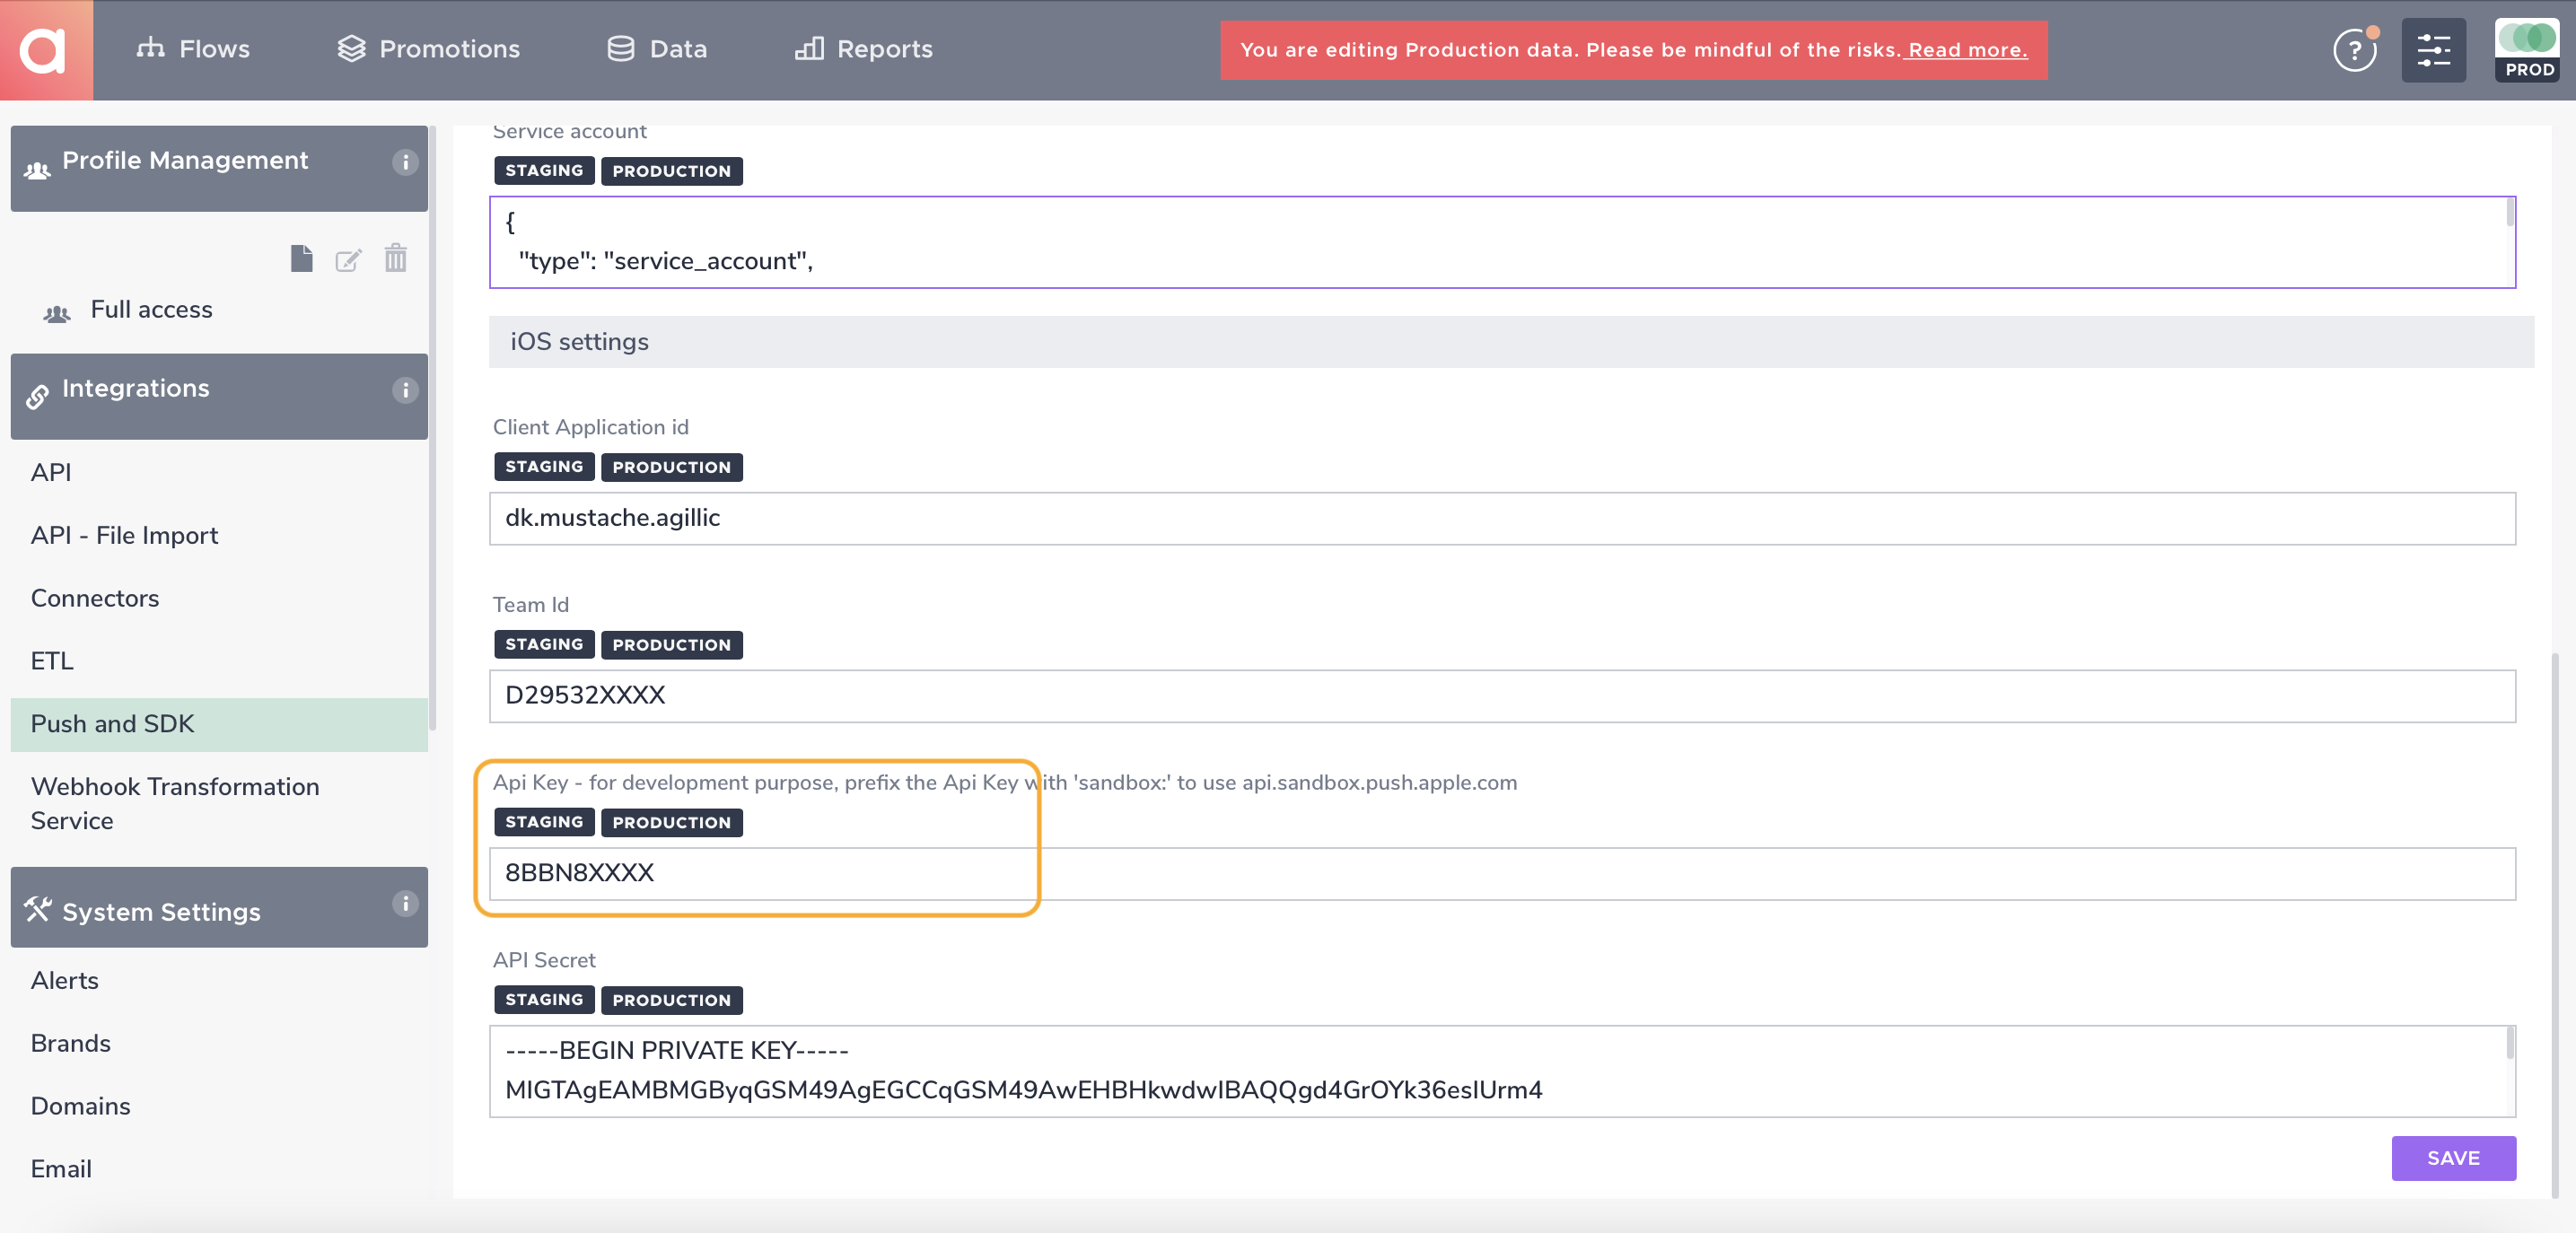 a
Flows
Promotions
Data
Reports
You are editing Production data. Please be mindful of the risks. Read more.
?
PROD
Profile Management
i
Full access
Integrations
i
API
API - File Import
Connectors
ETL
Push and SDK
Webhook Transformation
Service
System Settings
i
Alerts
Brands
Domains
Email
Service account
STAGING PRODUCTION
{
"type": "service_account",
iOS settings
Client Application id
STAGING PRODUCTION
dk.mustache.agillic
Team Id
STAGING PRODUCTION
D29532XXXX
Api Key - for development purpose, prefix the Api Key with 'sandbox:' to use api.sandbox.push.apple.com
STAGING PRODUCTION
8BBN8XXXX
API Secret
STAGING PRODUCTION
-----BEGIN PRIVATE KEY-----
MIGTAgEAMBMGByqGSM49AgEGCCqGSM49AwEHBHkwdwIBAQQgd4GrOYk36esIUrm4
SAVE